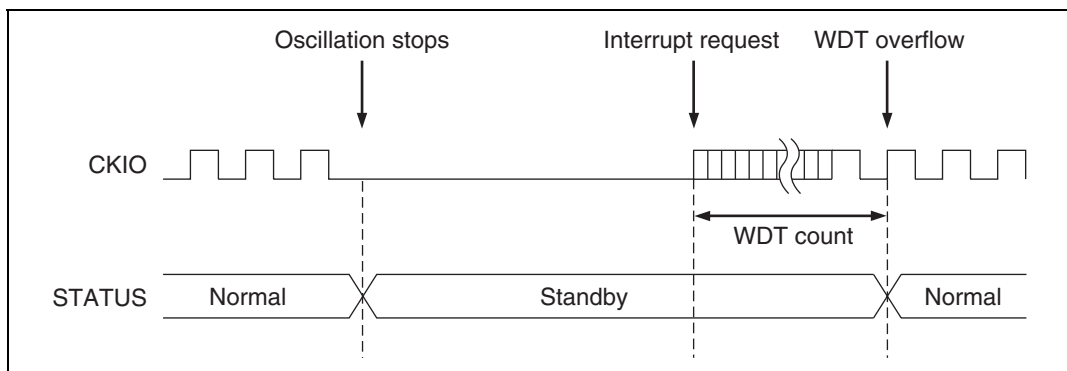 Oscillation stops Interrupt request WDT overflow
CKIO
WDT count
STATUS Normal Standby Normal